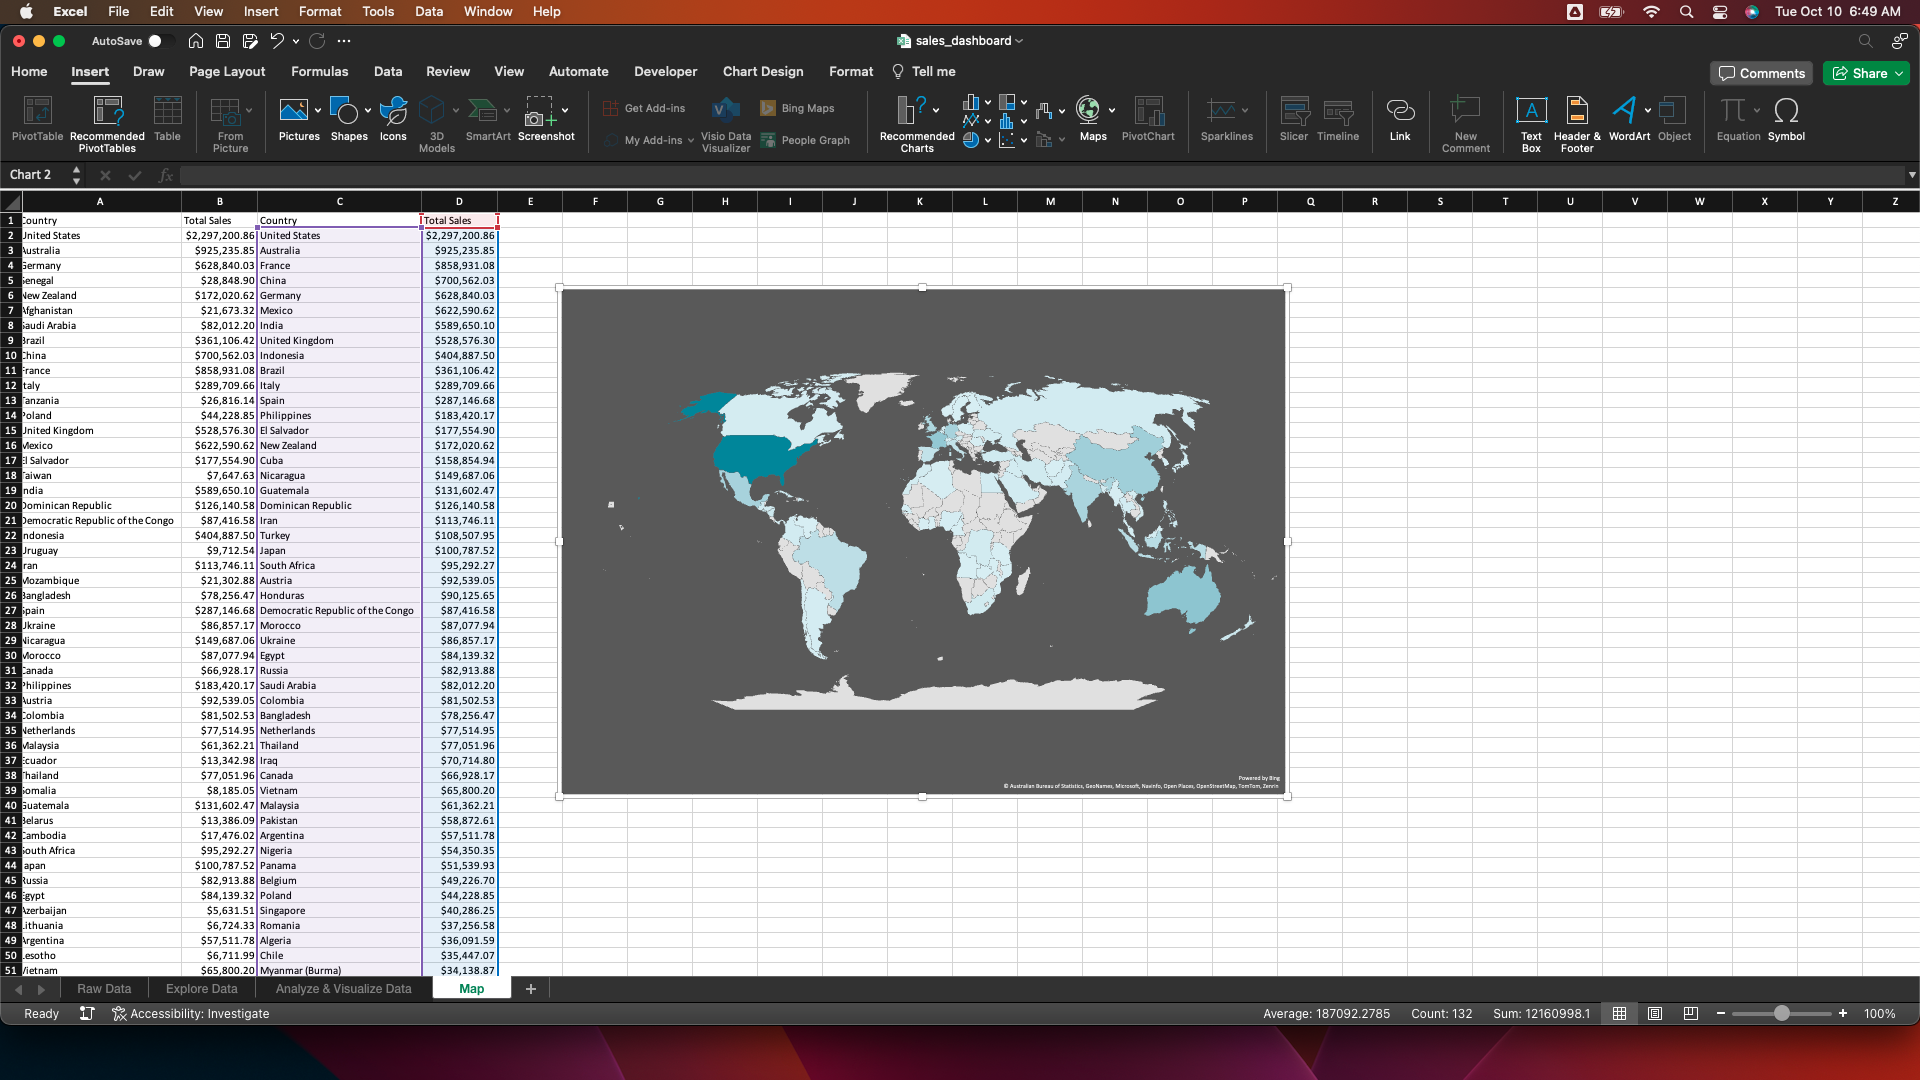 Excel File Edit View Insert Format Tools Data Window Help Tue Oct 10 6:49 AM
AutoSave sales_dashboard
Home Insert Draw Page Layout Formulas Data Review View Automate Developer Chart Design Format Tell me Comments Share
PivotTable Recommended PivotTables Table From Picture Pictures Shapes Icons 3D Models SmartArt Screenshot
Get Add-ins
My Add-ins
Visio Data Visualizer
Bing Maps
People Graph
Recommended Charts Maps PivotChart Sparklines Slicer Timeline Link New Comment Text Box Header & Footer WordArt Object Equation Symbol
Chart 2 fx
A B C D E F G H I J K L M N O P Q R S T U V W X Y Z
1 Country Total Sales Country Total Sales
2 United States $2,297,200.86 United States $2,297,200.86
3 Australia $925,235.85 Australia $925,235.85
4 Germany $628,840.03 France $858,931.08
5 Senegal $28,848.90 China $700,562.03
6 New Zealand $172,020.62 Germany $628,840.03
7 Afghanistan $21,673.32 Mexico $622,590.62
8 Saudi Arabia $82,012.20 India $589,650.10
9 Brazil $361,106.42 United Kingdom $528,576.30
10 China $700,562.03 Indonesia $404,887.50
11 France $858,931.08 Brazil $361,106.42
12 Italy $289,709.66 Italy $289,709.66
13 Tanzania $26,816.14 Spain $287,146.68
14 Poland $44,228.85 Philippines $183,420.17
15 United Kingdom $528,576.30 El Salvador $177,554.90
16 Mexico $622,590.62 New Zealand $172,020.62
17 El Salvador $177,554.90 Cuba $158,854.94
18 Taiwan $7,647.63 Nicaragua $149,687.06
19 India $589,650.10 Guatemala $131,602.47
20 Dominican Republic $126,140.58 Dominican Republic $126,140.58
21 Democratic Republic of the Congo $87,416.58 Iran $113,746.11
22 Indonesia $404,887.50 Turkey $108,507.95
23 Uruguay $9,712.54 Japan $100,787.52
24 Iran $113,746.11 South Africa $95,292.27
25 Mozambique $21,302.88 Austria $92,539.05
26 Bangladesh $78,256.47 Honduras $90,125.65
27 Spain $287,146.68 Democratic Republic of the Congo $87,416.58
28 Ukraine $86,857.17 Morocco $87,077.94
29 Nicaragua $149,687.06 Ukraine $86,857.17
30 Morocco $87,077.94 Egypt $84,139.32
31 Canada $66,928.17 Russia $82,913.88
32 Philippines $183,420.17 Saudi Arabia $82,012.20
33 Austria $92,539.05 Colombia $81,502.53
34 Colombia $81,502.53 Bangladesh $78,256.47
35 Netherlands $77,514.95 Netherlands $77,514.95
36 Malaysia $61,362.21 Thailand $77,051.96
37 Ecuador $13,342.98 Iraq $70,714.80
38 Thailand $77,051.96 Canada $66,928.17
39 Somalia $8,185.05 Vietnam $65,800.20
40 Guatemala $131,602.47 Malaysia $61,362.21
41 Belarus $13,386.09 Pakistan $58,872.61
42 Cambodia $17,476.02 Argentina $57,511.78
43 South Africa $95,292.27 Nigeria $54,350.35
44 Japan $100,787.52 Panama $51,539.93
45 Russia $82,913.88 Belgium $49,226.70
46 Egypt $84,139.32 Poland $44,228.85
47 Azerbaijan $5,631.51 Singapore $40,286.25
48 Lithuania $6,724.33 Romania $37,256.58
49 Argentina $57,511.78 Algeria $36,091.59
50 Lesotho $6,711.99 Chile $35,447.07
51 Vietnam $65,800.20 Myanmar (Burma) $34,138.87
Powered by Bing
© Australian Bureau of Statistics, GeoNames, Microsoft, Navinfo, Open Places, OpenStreetMap, TomTom, Zenrin
Raw Data Explore Data Analyze & Visualize Data Map
Ready Accessibility: Investigate Average: 187092.2785 Count: 132 Sum: 12160998.1 100%